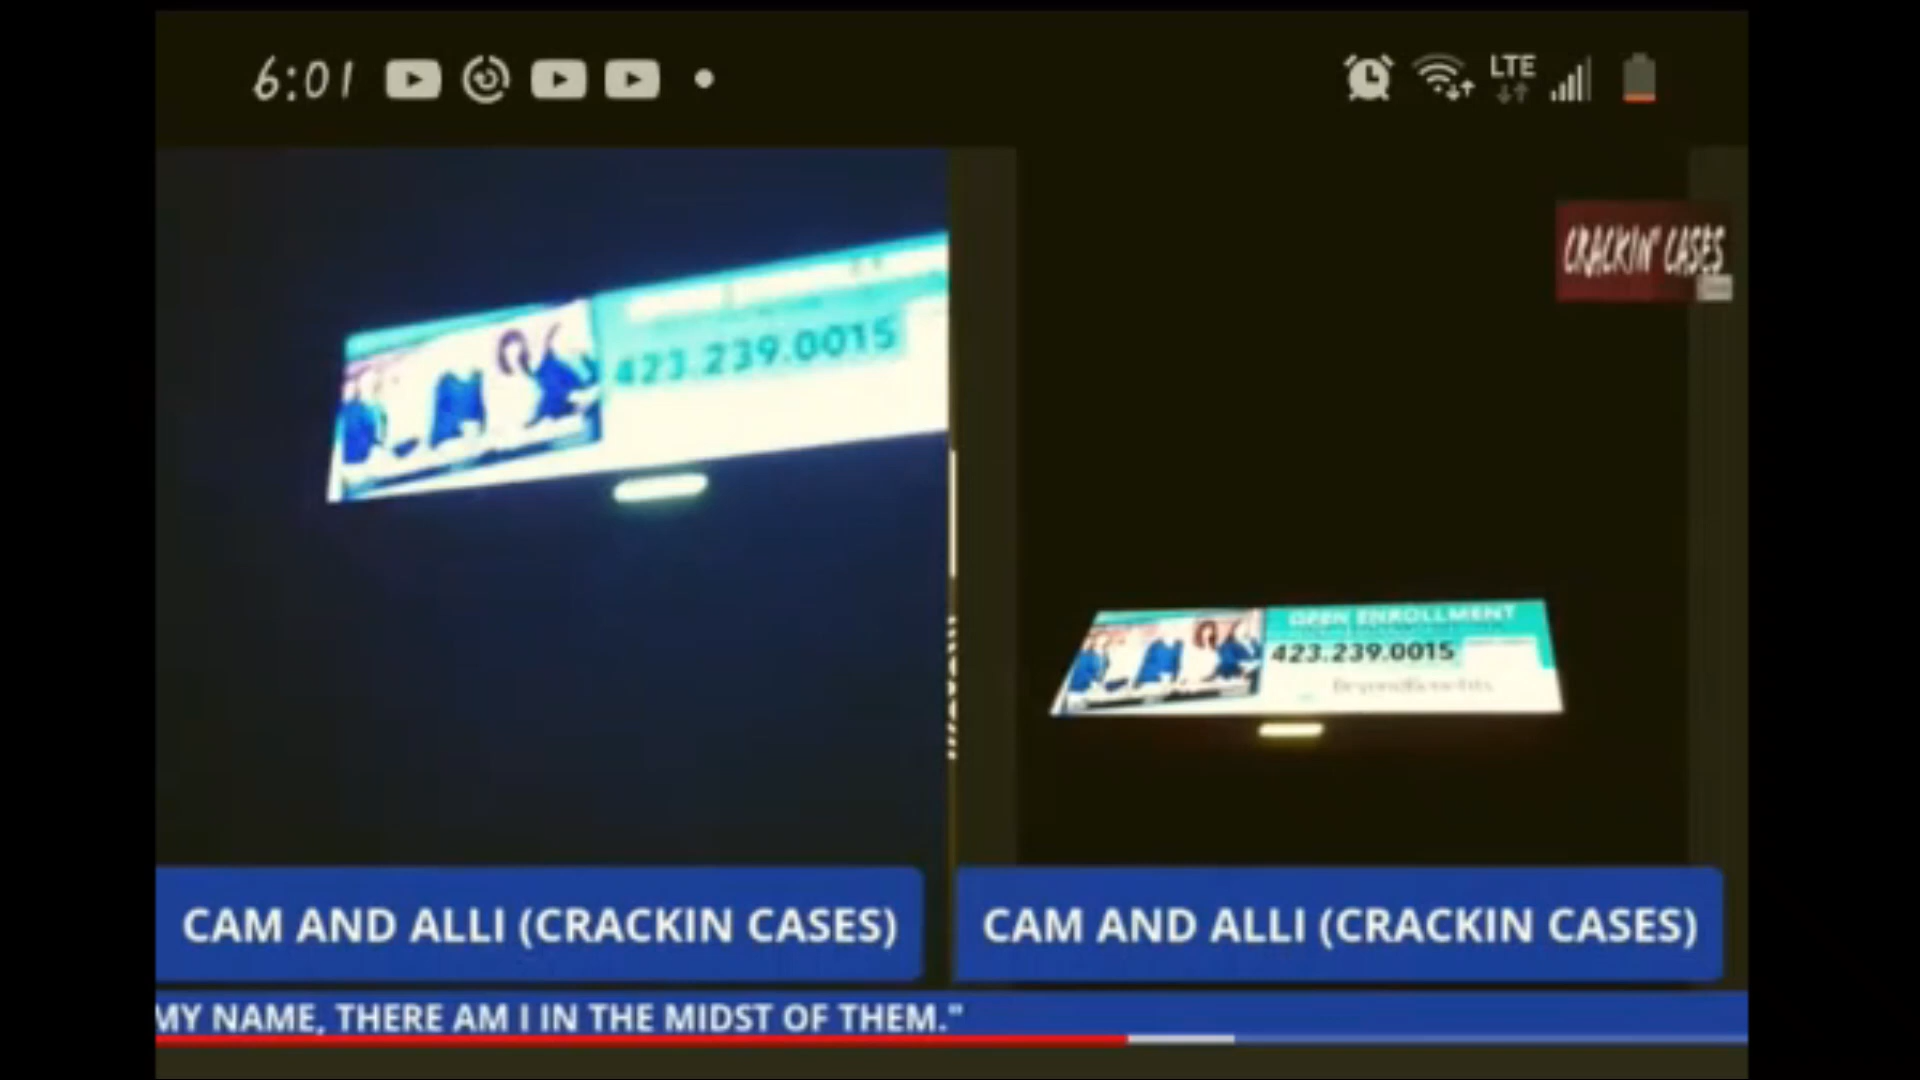 6:01
LTE
CRACKIN' CASES
423.239.0015
OPEN ENROLLMENT
423.239.0015
CAM AND ALLI (CRACKIN CASES)
CAM AND ALLI (CRACKIN CASES)
MY NAME, THERE AM I IN THE MIDST OF THEM."